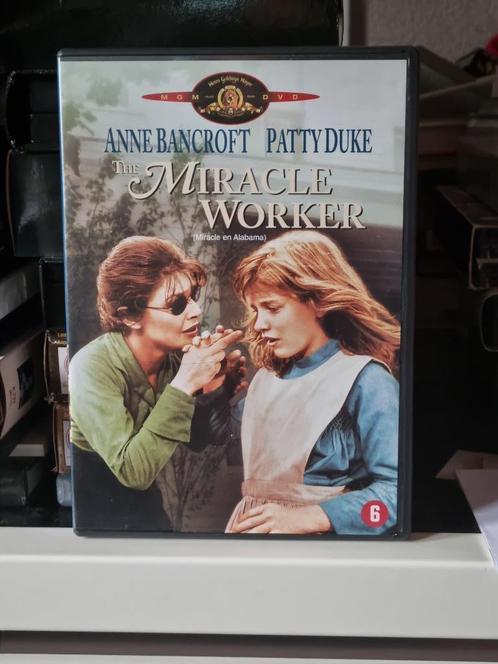 Metro Goldwyn Mayer
MGM DVD
ANNE BANCROFT PATTY DUKE
THE MIRACLE
WORKER
(Miracle en Alabama)
6